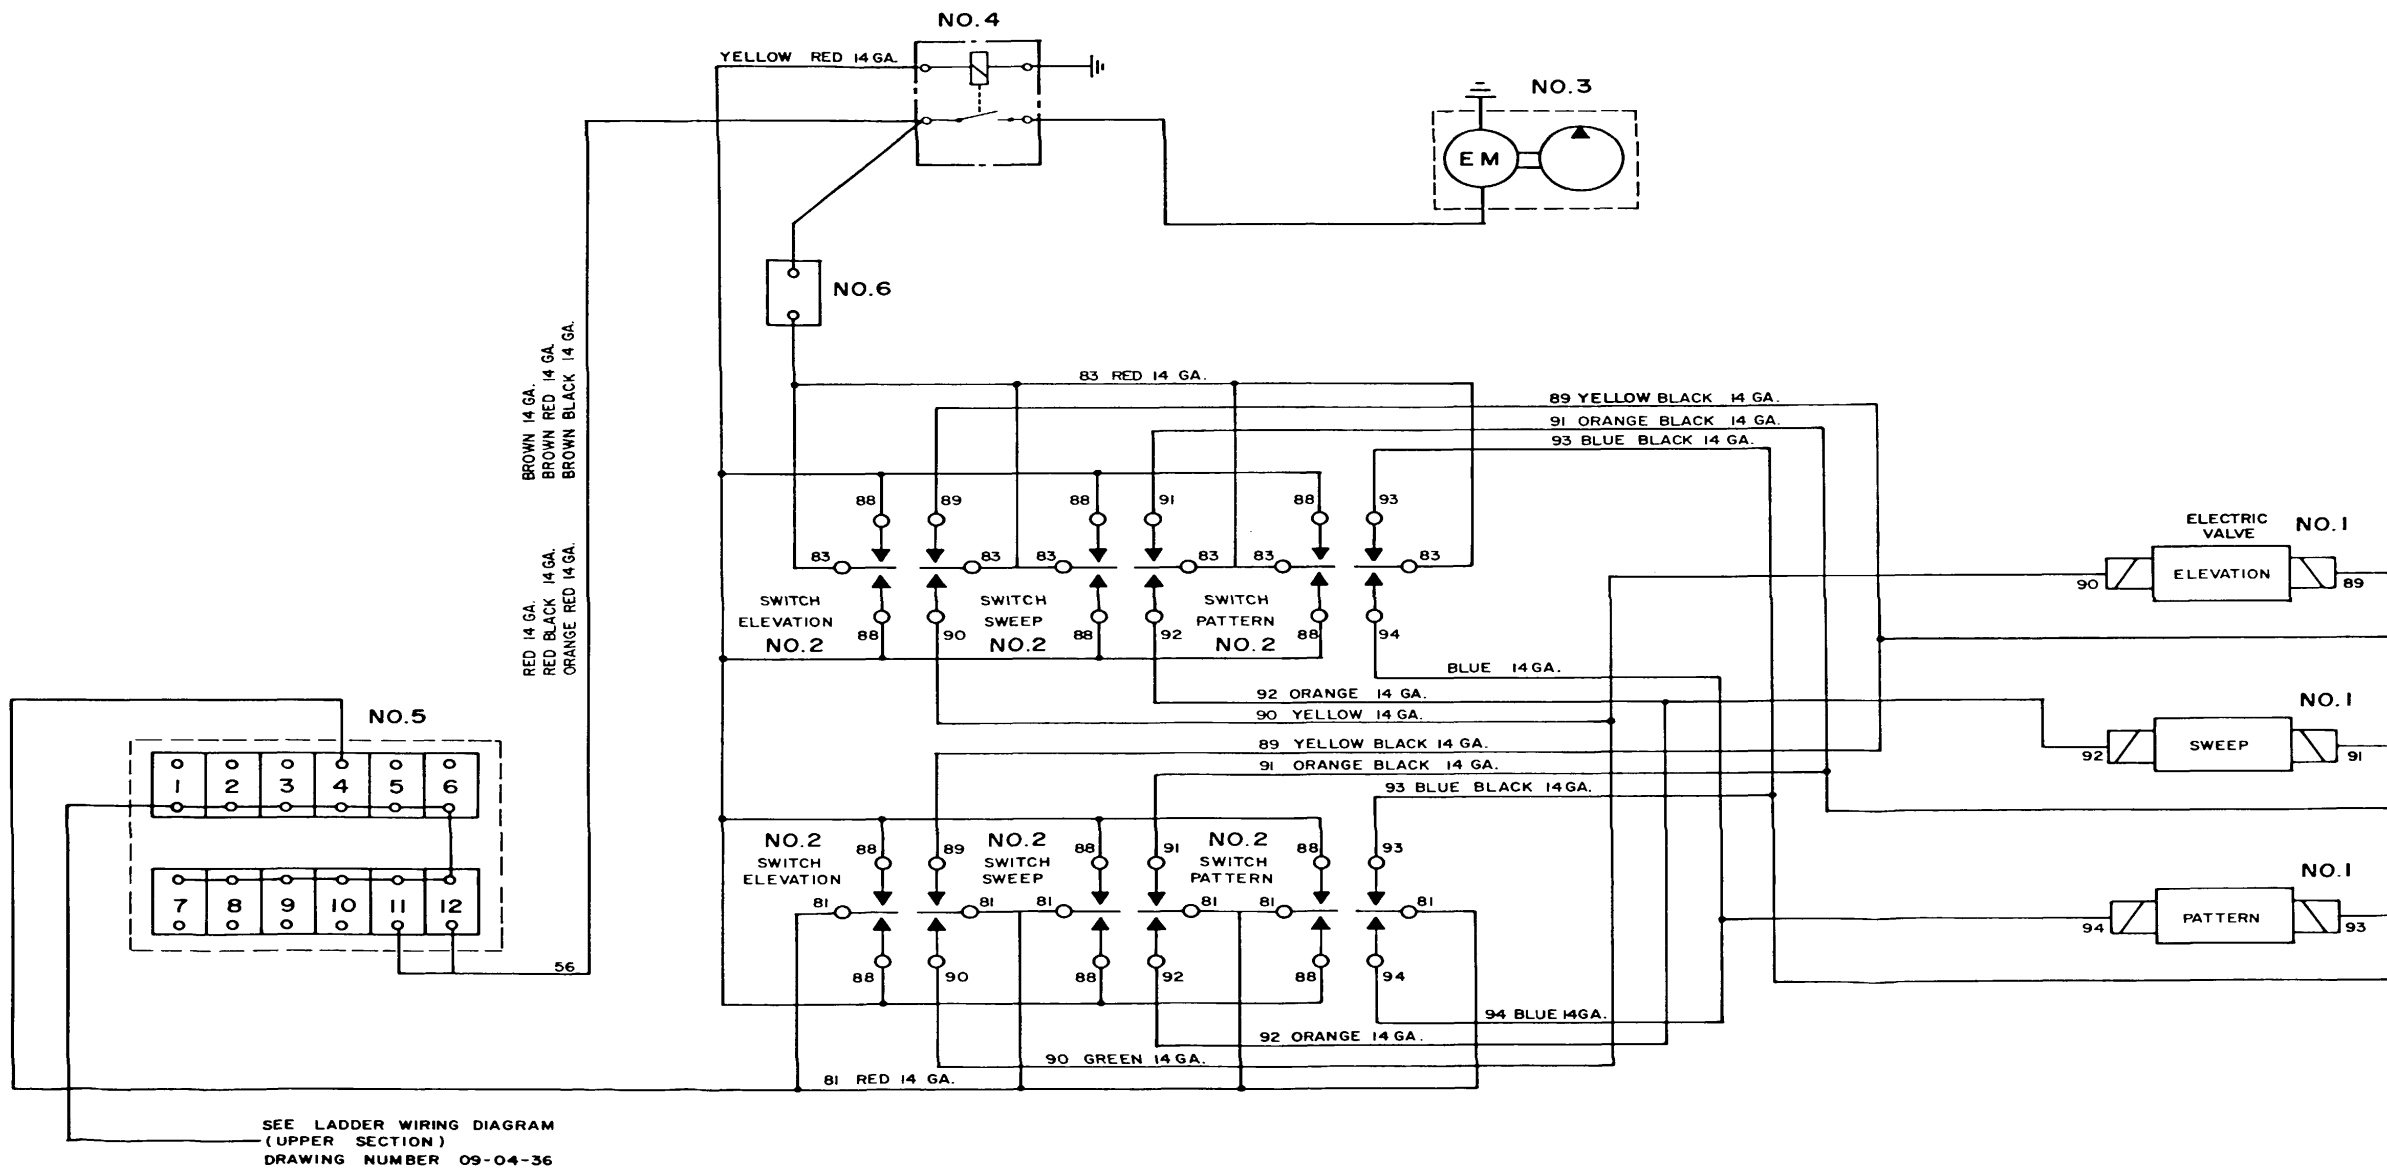 NO.4
YELLOW RED 14 GA.
NO.3
EM
NO.6
BROWN 14 GA.
BROWN RED 14 GA.
BROWN BLACK 14 GA.
RED 14 GA.
RED BLACK 14 GA.
ORANGE RED 14 GA.
83 RED 14 GA.
89 YELLOW BLACK 14 GA.
91 ORANGE BLACK 14 GA.
93 BLUE BLACK 14 GA.
88 89 88 91 88 93
83 83 83 83 83 83
SWITCH
ELEVATION
NO.2
SWITCH
SWEEP
NO.2
SWITCH
PATTERN
NO.2
88 90 88 92 88 94
ELECTRIC
VALVE
NO.1
ELEVATION
90 89
BLUE 14 GA.
92 ORANGE 14 GA.
90 YELLOW 14 GA.
NO.1
SWEEP
92 91
NO.5
1 2 3 4 5 6
7 8 9 10 11 12
56
89 YELLOW BLACK 14 GA.
91 ORANGE BLACK 14 GA.
93 BLUE BLACK 14 GA.
NO.2
SWITCH
ELEVATION
NO.2
SWITCH
SWEEP
NO.2
SWITCH
PATTERN
88 89 88 91 88 93
81 81 81 81 81 81
88 90 88 92 88 94
NO.1
PATTERN
94 93
94 BLUE 14 GA.
92 ORANGE 14 GA.
90 GREEN 14 GA.
81 RED 14 GA.
SEE LADDER WIRING DIAGRAM
(UPPER SECTION)
DRAWING NUMBER 09-04-36